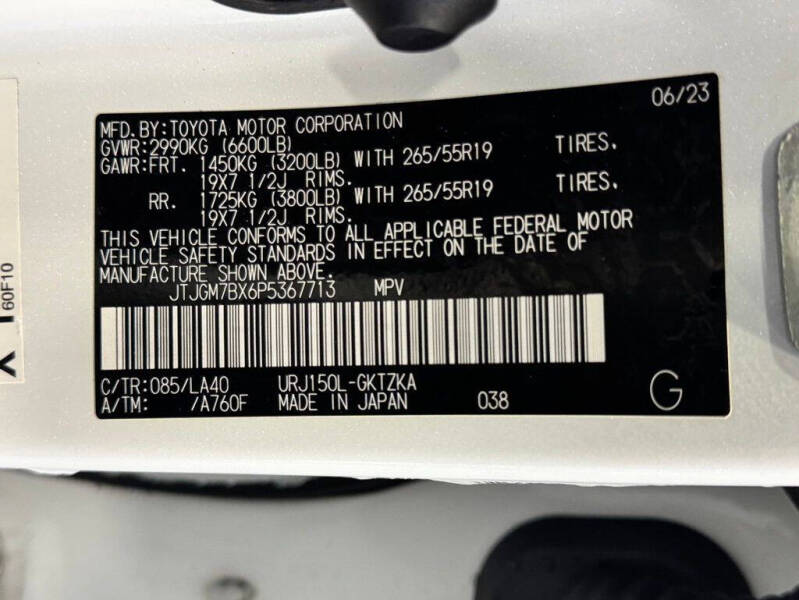 06/23
MFD.BY:TOYOTA MOTOR CORPORATION
GVWR:2990KG (6600LB)
GAWR:FRT. 1450KG (3200LB) WITH 265/55R19 TIRES.
19X7 1/2J RIMS.
RR. 1725KG (3800LB) WITH 265/55R19 TIRES.
19X7 1/2J RIMS.
THIS VEHICLE CONFORMS TO ALL APPLICABLE FEDERAL MOTOR
VEHICLE SAFETY STANDARDS IN EFFECT ON THE DATE OF
MANUFACTURE SHOWN ABOVE.
JTJGM7BX6P5367713 MPV
C/TR:085/LA40 URJ150L-GKTZKA
A/TM: /A760F MADE IN JAPAN 038
G
60F10